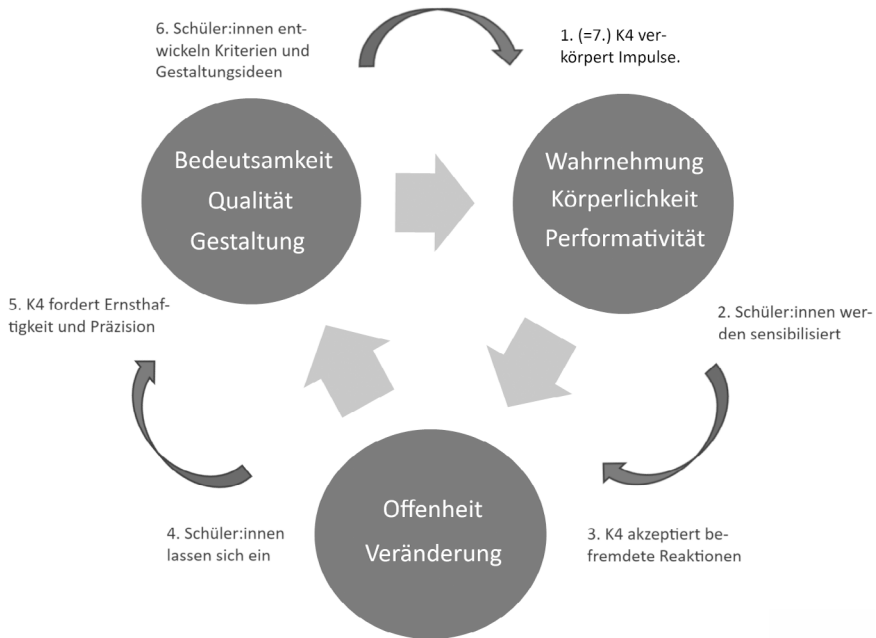 6. Schüler:innen ent-
wickeln Kriterien und
Gestaltungsideen
1. (=7.) K4 ver-
körpert Impulse.
Bedeutsamkeit
Qualität
Gestaltung
Wahrnehmung
Körperlichkeit
Performativität
5. K4 fordert Ernsthaf-
tigkeit und Präzision
2. Schüler:innen wer-
den sensibilisiert
Offenheit
Veränderung
4. Schüler:innen
lassen sich ein
3. K4 akzeptiert be-
fremdete Reaktionen